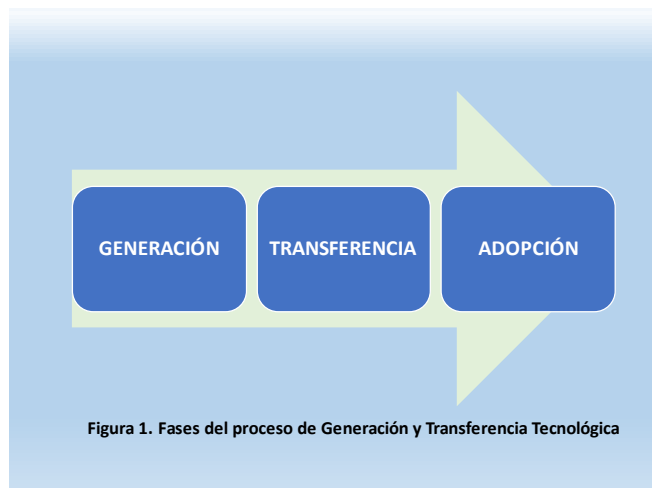 GENERACIÓN
TRANSFERENCIA
ADOPCIÓN
Figura 1. Fases del proceso de Generación y Transferencia Tecnológica